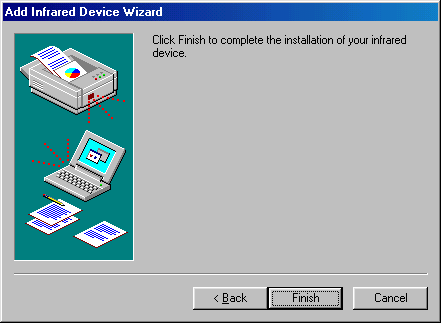 Add Infrared Device Wizard
Click Finish to complete the installation of your infrared
device.
< Back
Finish
Cancel